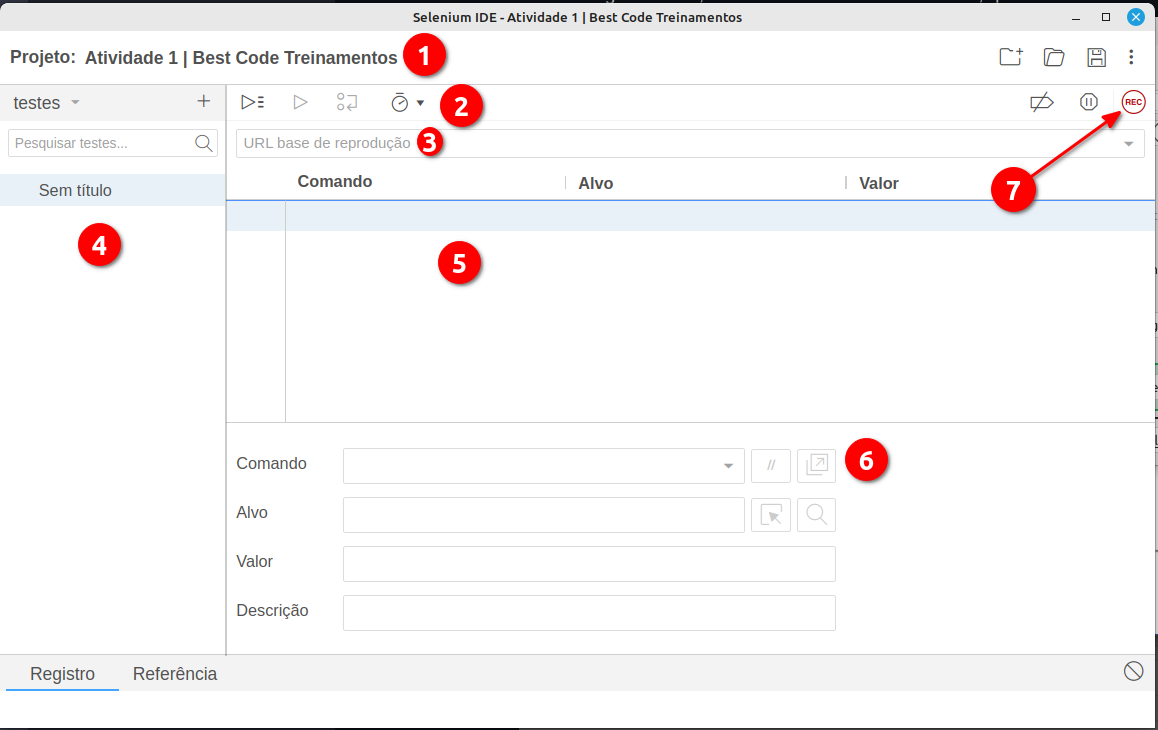 Selenium IDE - Atividade 1 | Best Code Treinamentos
Projeto: Atividade 1 | Best Code Treinamentos 1
testes
2
REC
Pesquisar testes...
URL base de reprodução 3
Comando Alvo Valor
7
Sem título
4
5
Comando
//
6
Alvo
Valor
Descrição
Registro Referência